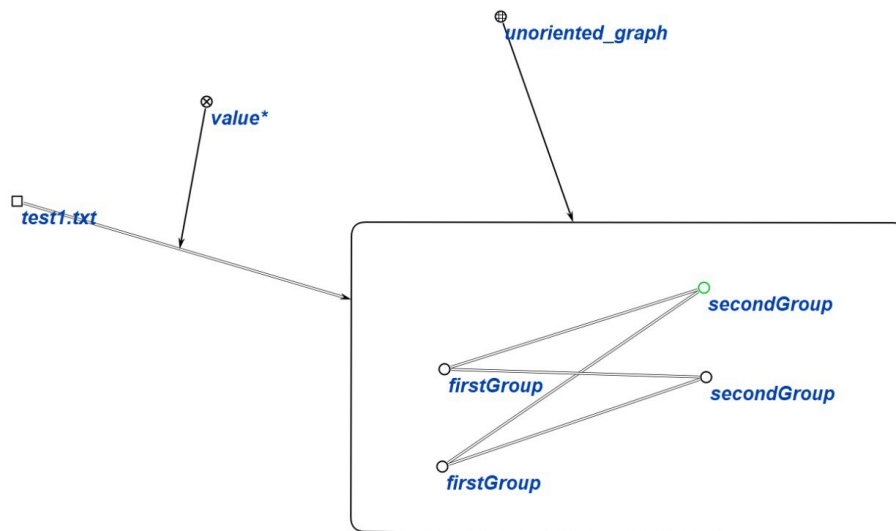 unoriented_graph
value*
test1.txt
secondGroup
firstGroup
secondGroup
firstGroup